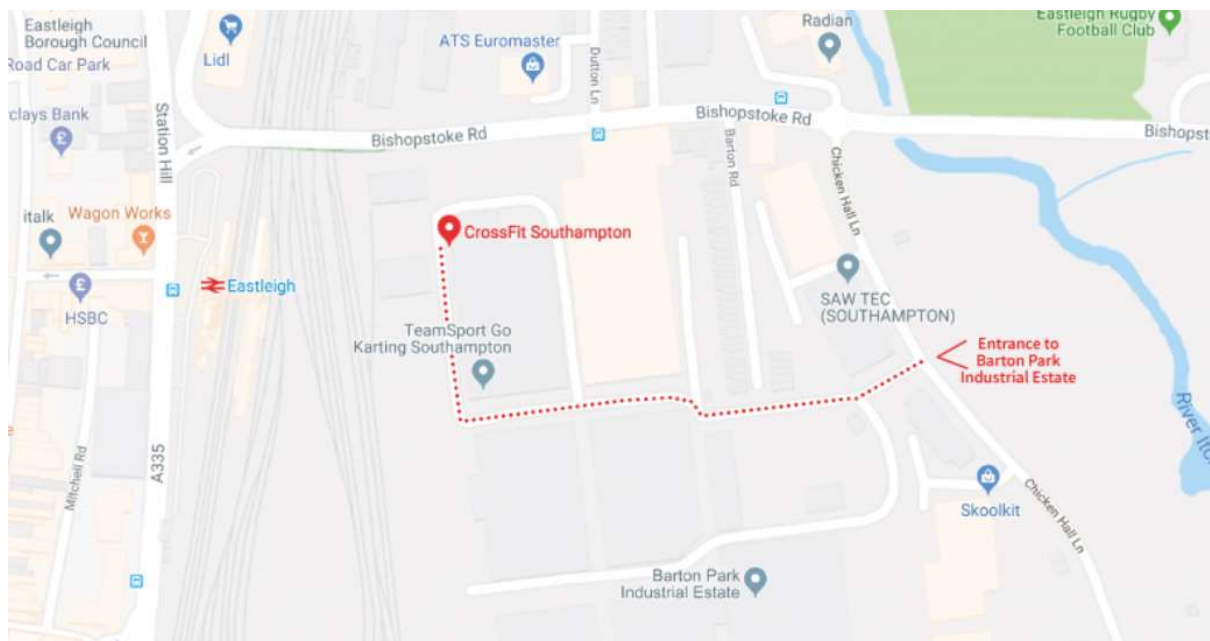 Eastleigh
Borough Council
Road Car Park
Lidl
ATS Euromaster
Dutton Ln
Radian
Eastleigh Rugby
Football Club
clays Bank
£
Station Hill
Bishopstoke Rd
Bishopstoke Rd
Bishopst
Barton Rd
Chicken Hall Ln
italk
Wagon Works
CrossFit Southampton
Eastleigh
£
HSBC
SAW TEC
(SOUTHAMPTON)
TeamSport Go
Karting Southampton
Entrance to
Barton Park
Industrial Estate
River Itc
Mitchell Rd
A335
Skoolkit
Chicken Hall Ln
Barton Park
Industrial Estate